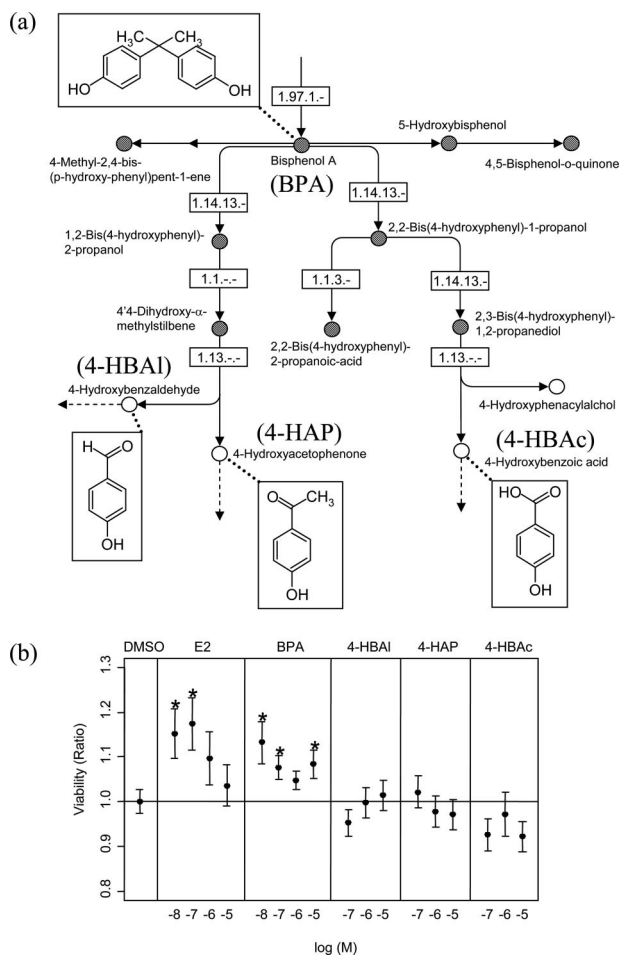 (a)
H₃C CH₃
HO OH
1.97.1.-
5-Hydroxybisphenol
4-Methyl-2,4-bis-
(p-hydroxy-phenyl)pent-1-ene
Bisphenol A
4,5-Bisphenol-o-quinone
(BPA)
1.14.13.-
1.14.13.-
1,2-Bis(4-hydroxyphenyl)-
2-propanol
2,2-Bis(4-hydroxyphenyl)-1-propanol
1.1.-.-
1.1.3.-
1.14.13.-
4'4-Dihydroxy-α-
methylstilbene
2,2-Bis(4-hydroxyphenyl)-
2-propanoic-acid
2,3-Bis(4-hydroxyphenyl)-
1,2-propanediol
1.13.-.-
1.13.-.-
(4-HBAl)
4-Hydroxybenzaldehyde
4-Hydroxyphenacylalchol
(4-HAP)
4-Hydroxyacetophenone
(4-HBAc)
4-Hydroxybenzoic acid
H O
OH
O CH₃
OH
HO O
OH
(b)
DMSO E2 BPA 4-HBAl 4-HAP 4-HBAc
Viability (Ratio)
1.3
1.2
1.1
1.0
0.9
0.8
* * * * *
-8 -7 -6 -5 -8 -7 -6 -5 -7 -6 -5 -7 -6 -5 -7 -6 -5
log (M)